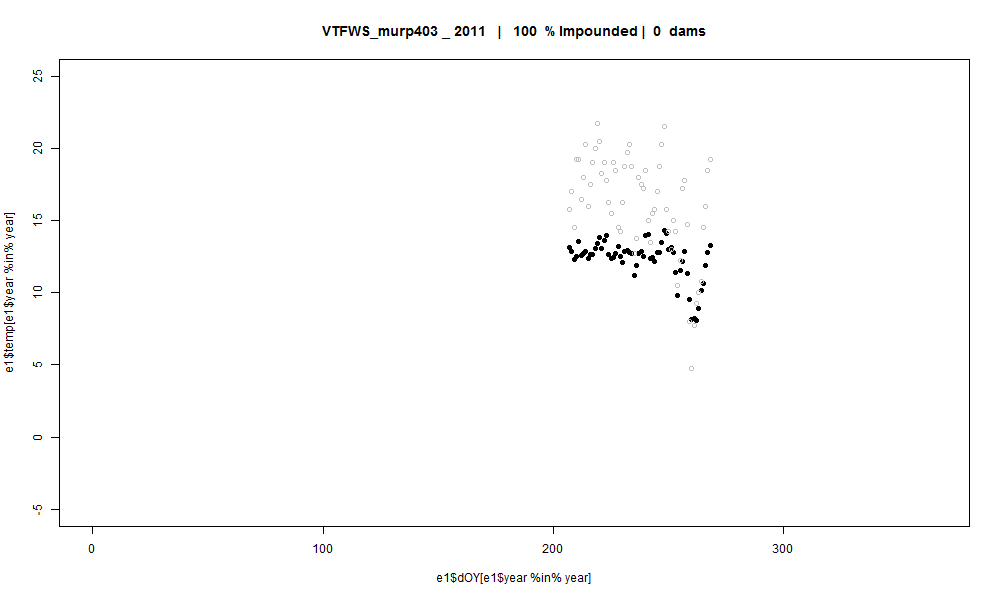 VTFWS_murp403 _ 2011 | 100 % Impounded | 0 dams
25
20
15
10
5
0
-5
e1$temp[e1$year %in% year]
0 100 200 300
e1$dOY[e1$year %in% year]